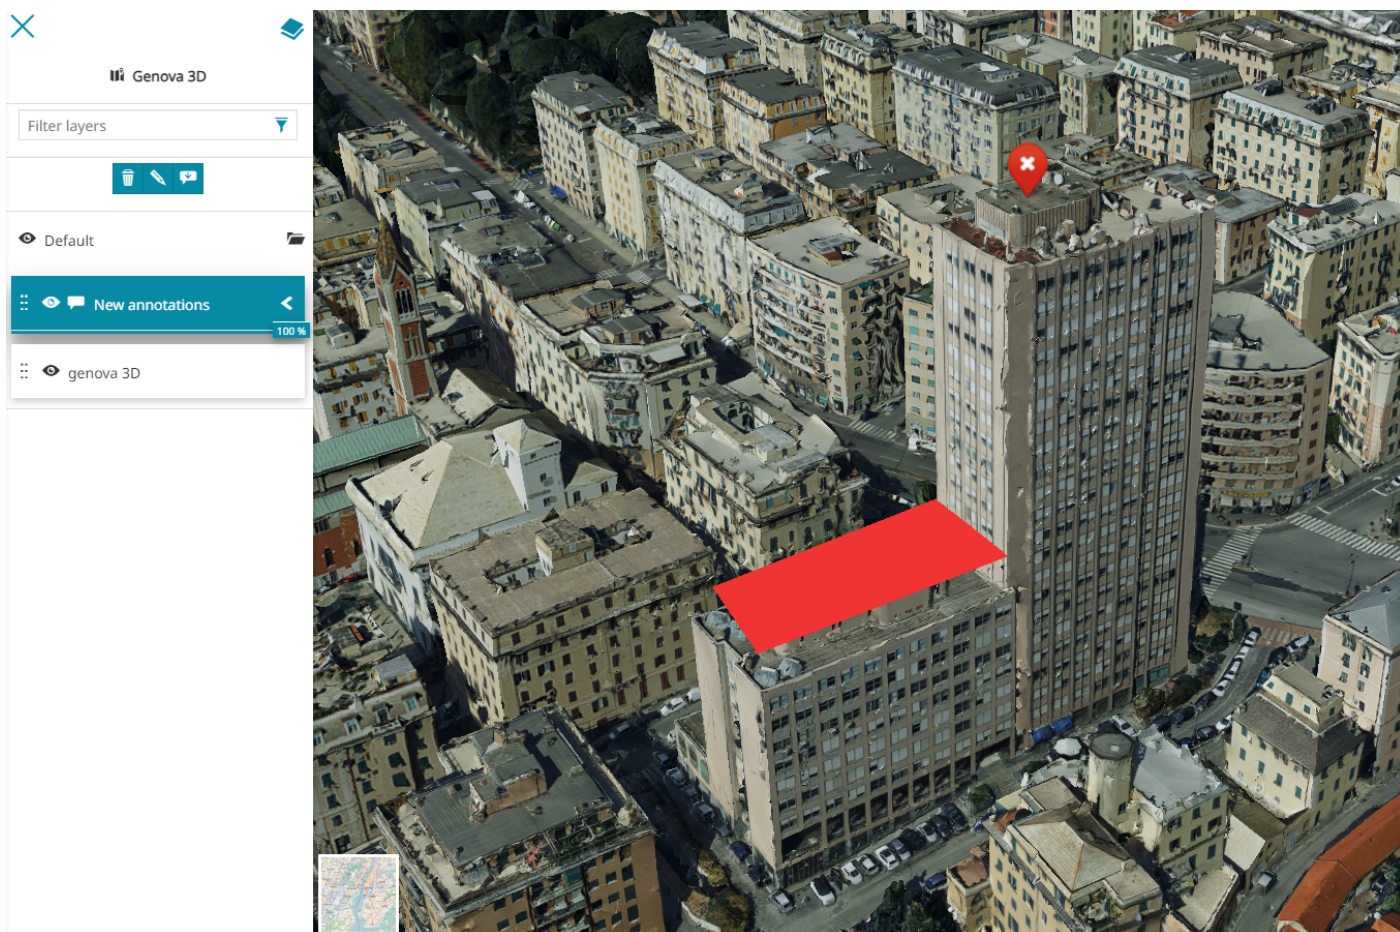 Genova 3D
Filter layers
Default
New annotations
100 %
genova 3D